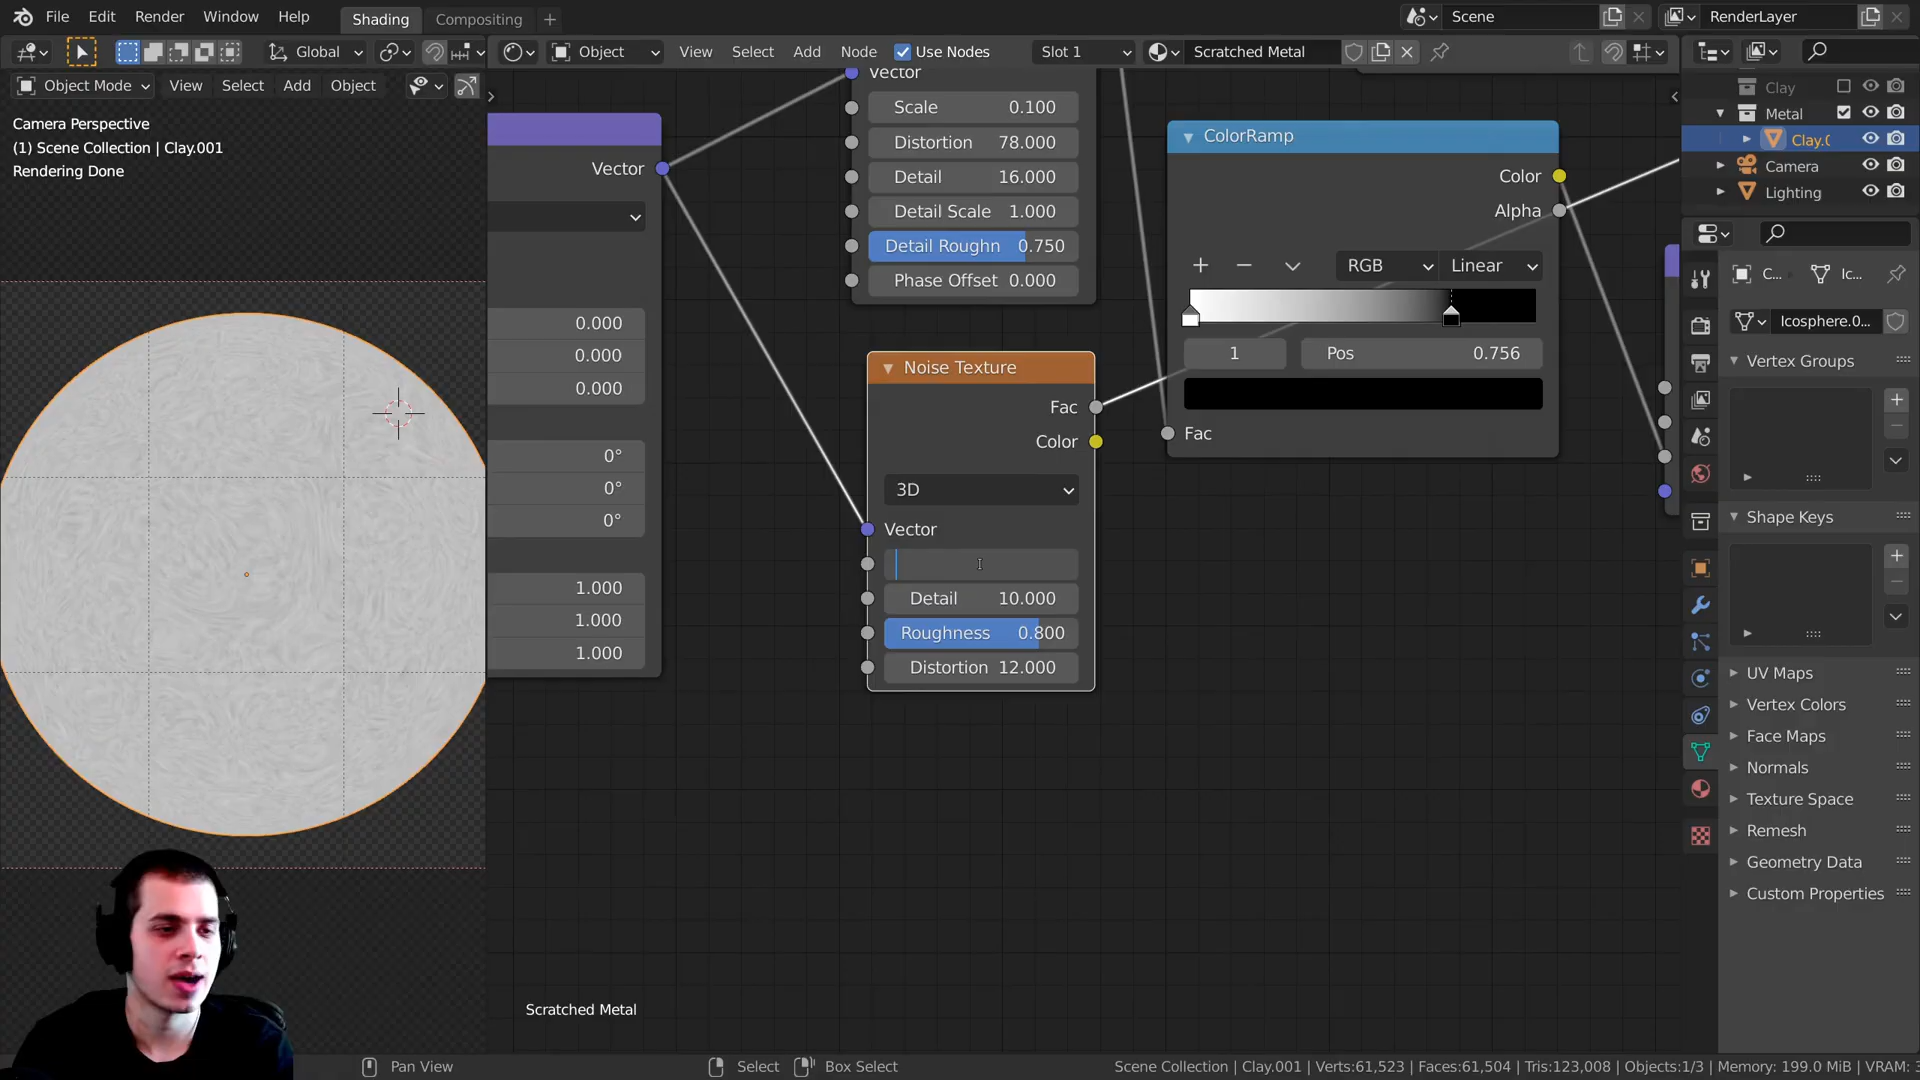 File Edit Render Window Help Shading Compositing Scene RenderLayer
Global Object View Select Add Node Use Nodes Slot 1 Scratched Metal
Object Mode View Select Add Object
Camera Perspective
(1) Scene Collection | Clay.001
Rendering Done
Vector
0.000
0.000
0.000
0°
0°
0°
1.000
1.000
1.000
Vector
Scale 0.100
Distortion 78.000
Detail 16.000
Detail Scale 1.000
Detail Roughn 0.750
Phase Offset 0.000
Noise Texture
Fac
Color
3D
Vector
Detail 10.000
Roughness 0.800
Distortion 12.000
ColorRamp
Color
Alpha
RGB Linear
1 Pos 0.756
Fac
Scratched Metal
Clay
Metal
Clay.0
Camera
Lighting
C... Ic...
Icosphere.0...
Vertex Groups
Shape Keys
UV Maps
Vertex Colors
Face Maps
Normals
Texture Space
Remesh
Geometry Data
Custom Properties
Pan View Select Box Select Scene Collection | Clay.001 | Verts:61,523 | Faces:61,504 | Tris:123,008 | Objects:1/3 | Memory: 199.0 MiB | VRAM: